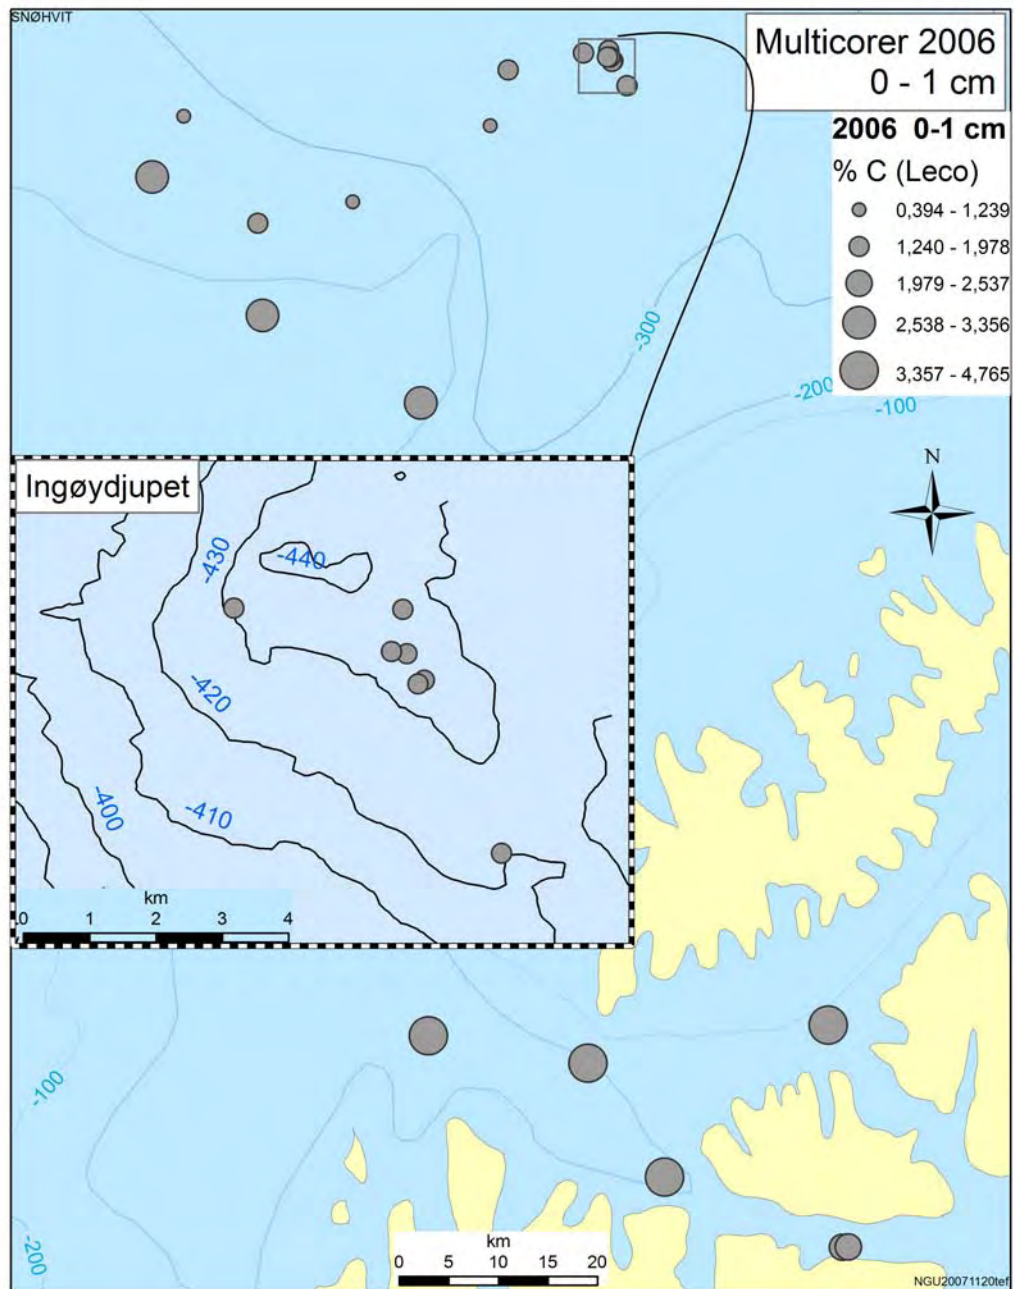 SNØHVIT
Multicorer 2006
0 - 1 cm
2006 0-1 cm
% C (Leco)
0,394 - 1,239
1,240 - 1,978
1,979 - 2,537
2,538 - 3,356
3,357 - 4,765
-300
-200
-100
N
Ingøydjupet
-430
-440
-420
-400
-410
km
0 1 2 3 4
-100
-200
km
0 5 10 15 20
NGU20071120tef